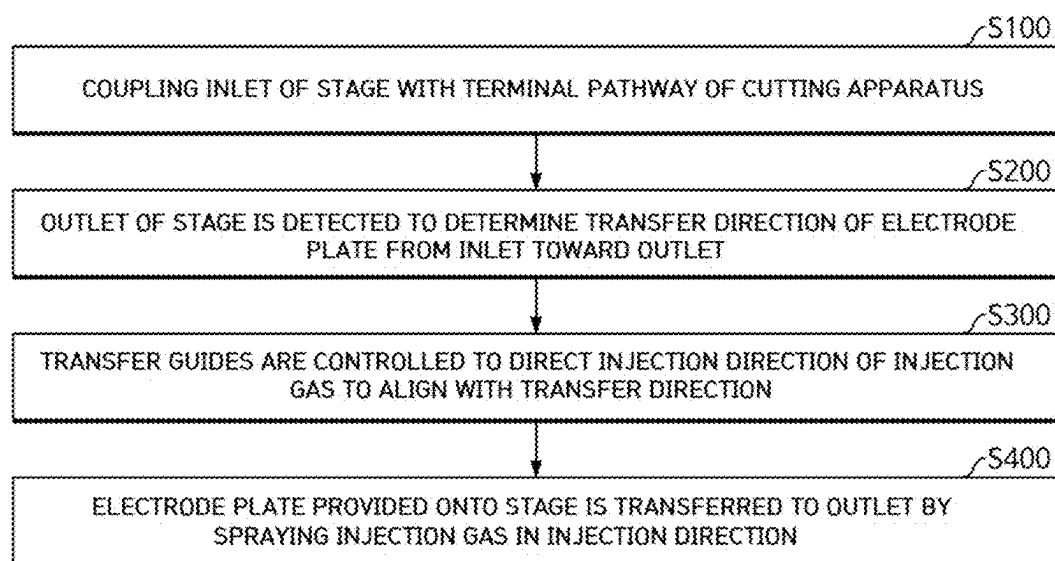 S100
COUPLING INLET OF STAGE WITH TERMINAL PATHWAY OF CUTTING APPARATUS
S200
OUTLET OF STAGE IS DETECTED TO DETERMINE TRANSFER DIRECTION OF ELECTRODE
PLATE FROM INLET TOWARD OUTLET
S300
TRANSFER GUIDES ARE CONTROLLED TO DIRECT INJECTION DIRECTION OF INJECTION
GAS TO ALIGN WITH TRANSFER DIRECTION
S400
ELECTRODE PLATE PROVIDED ONTO STAGE IS TRANSFERRED TO OUTLET BY
SPRAYING INJECTION GAS IN INJECTION DIRECTION